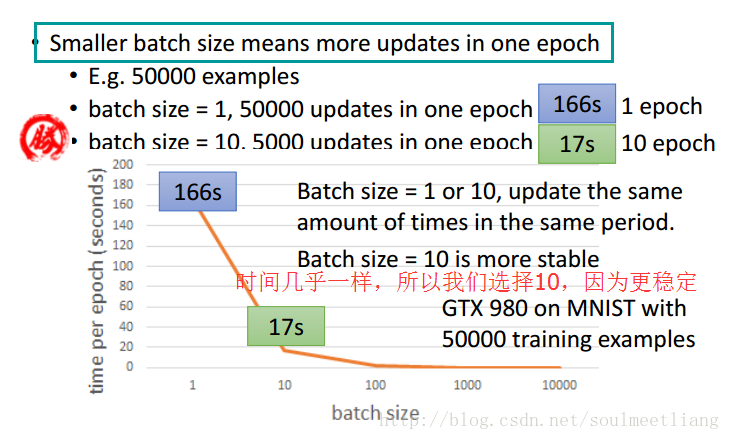 • Smaller batch size means more updates in one epoch
• E.g. 50000 examples
• batch size = 1, 50000 updates in one epoch 166s 1 epoch
• batch size = 10, 5000 updates in one epoch 17s 10 epoch
勝
200
180
160
140
120
100
80
60
40
20
0
time per epoch (seconds)
166s
Batch size = 1 or 10, update the same
amount of times in the same period.
Batch size = 10 is more stable
时间几乎一样，所以我们选择10，因为更稳定
17s
GTX 980 on MNIST with
50000 training examples
1 10 100 1000 10000
batch size
http://blog.csdn.net/soulmeetliang